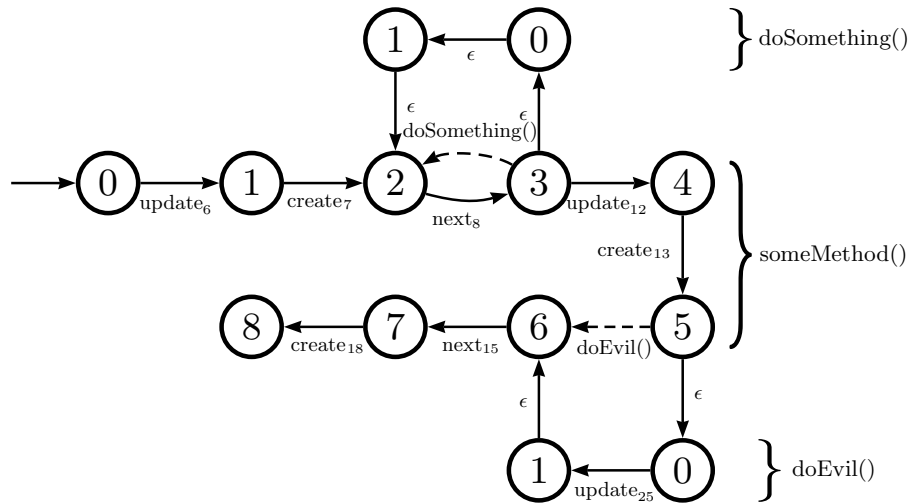 1 0 doSomething()
ϵ
ϵ ϵ
doSomething()
0 1 2 3 4
update₆ create₇ next₈ update₁₂
create₁₃ someMethod()
8 7 6 5
create₁₈ next₁₅ doEvil()
ϵ ϵ
1 0 doEvil()
update₂₅